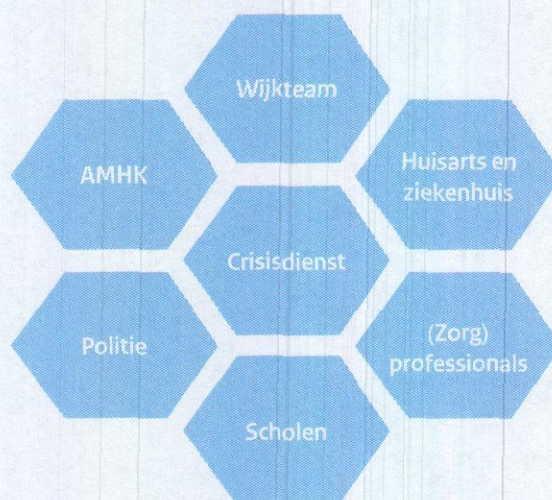 Wijkteam
AMHK
Huisarts en
ziekenhuis
Crisisdienst
Politie
(Zorg)
professionals
Scholen